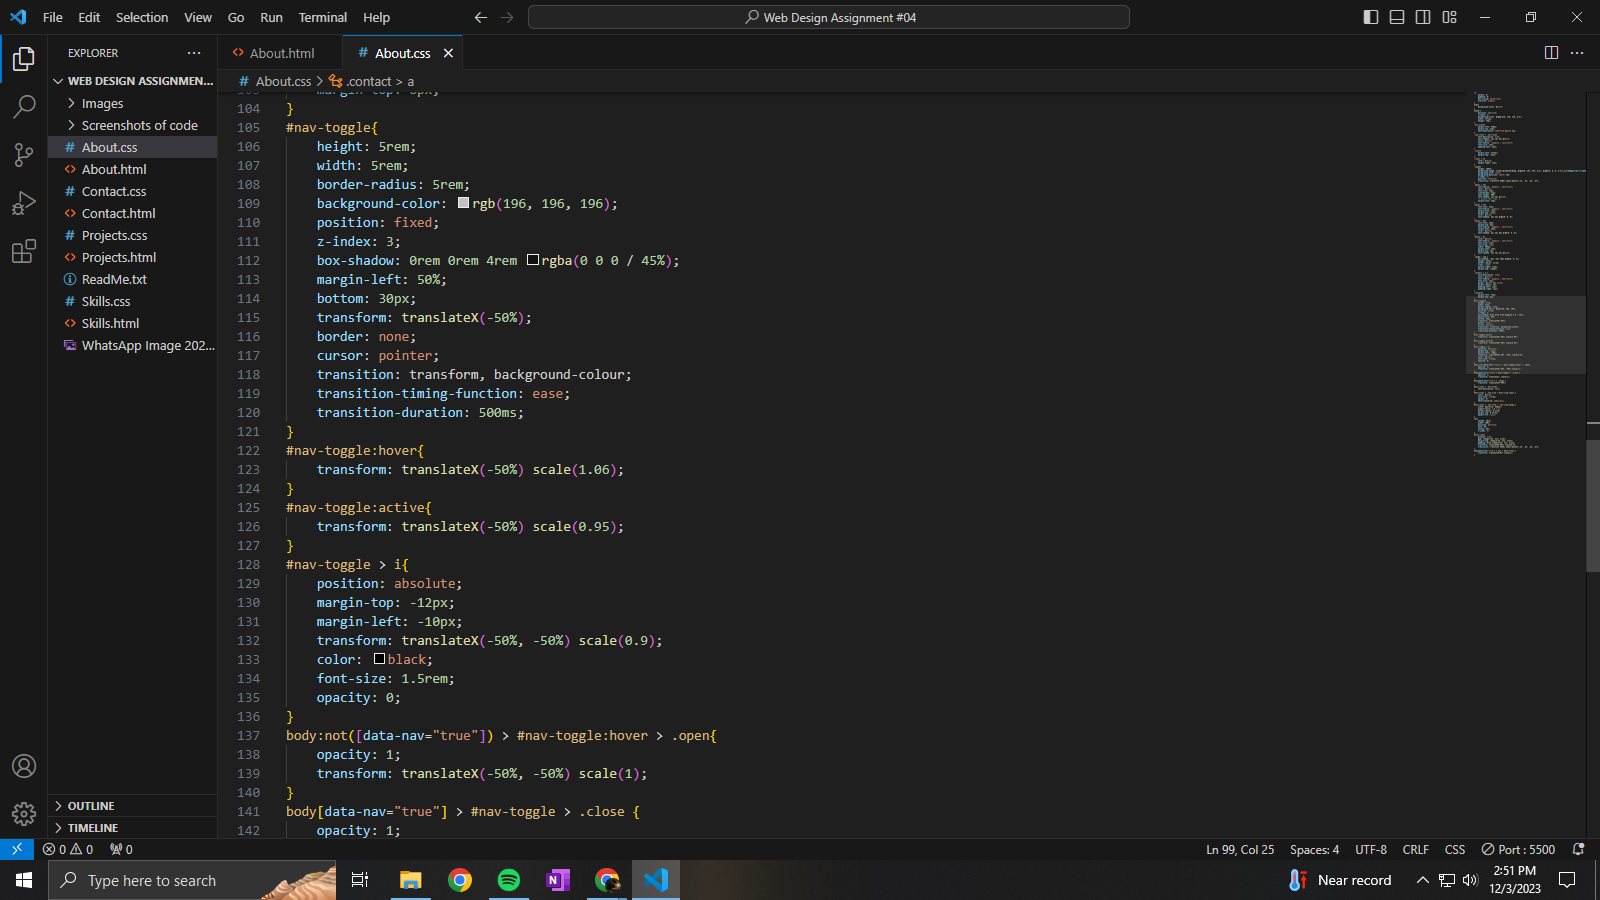 File Edit Selection View Go Run Terminal Help
Web Design Assignment #04
EXPLORER
WEB DESIGN ASSIGNMEN...
Images
Screenshots of code
# About.css
<> About.html
# Contact.css
<> Contact.html
# Projects.css
<> Projects.html
ReadMe.txt
# Skills.css
<> Skills.html
WhatsApp Image 202...
OUTLINE
TIMELINE
<> About.html
# About.css
# About.css > .contact > a
104 }
105 #nav-toggle{
106 height: 5rem;
107 width: 5rem;
108 border-radius: 5rem;
109 background-color: rgb(196, 196, 196);
110 position: fixed;
111 z-index: 3;
112 box-shadow: 0rem 0rem 4rem rgba(0 0 0 / 45%);
113 margin-left: 50%;
114 bottom: 30px;
115 transform: translateX(-50%);
116 border: none;
117 cursor: pointer;
118 transition: transform, background-colour;
119 transition-timing-function: ease;
120 transition-duration: 500ms;
121 }
122 #nav-toggle:hover{
123 transform: translateX(-50%) scale(1.06);
124 }
125 #nav-toggle:active{
126 transform: translateX(-50%) scale(0.95);
127 }
128 #nav-toggle > i{
129 position: absolute;
130 margin-top: -12px;
131 margin-left: -10px;
132 transform: translateX(-50%, -50%) scale(0.9);
133 color: black;
134 font-size: 1.5rem;
135 opacity: 0;
136 }
137 body:not([data-nav="true"]) > #nav-toggle:hover > .open{
138 opacity: 1;
139 transform: translateX(-50%, -50%) scale(1);
140 }
141 body[data-nav="true"] > #nav-toggle > .close {
142 opacity: 1;
0 0 0
Ln 99, Col 25 Spaces: 4 UTF-8 CRLF CSS Port : 5500
Type here to search
Near record
2:51 PM
12/3/2023